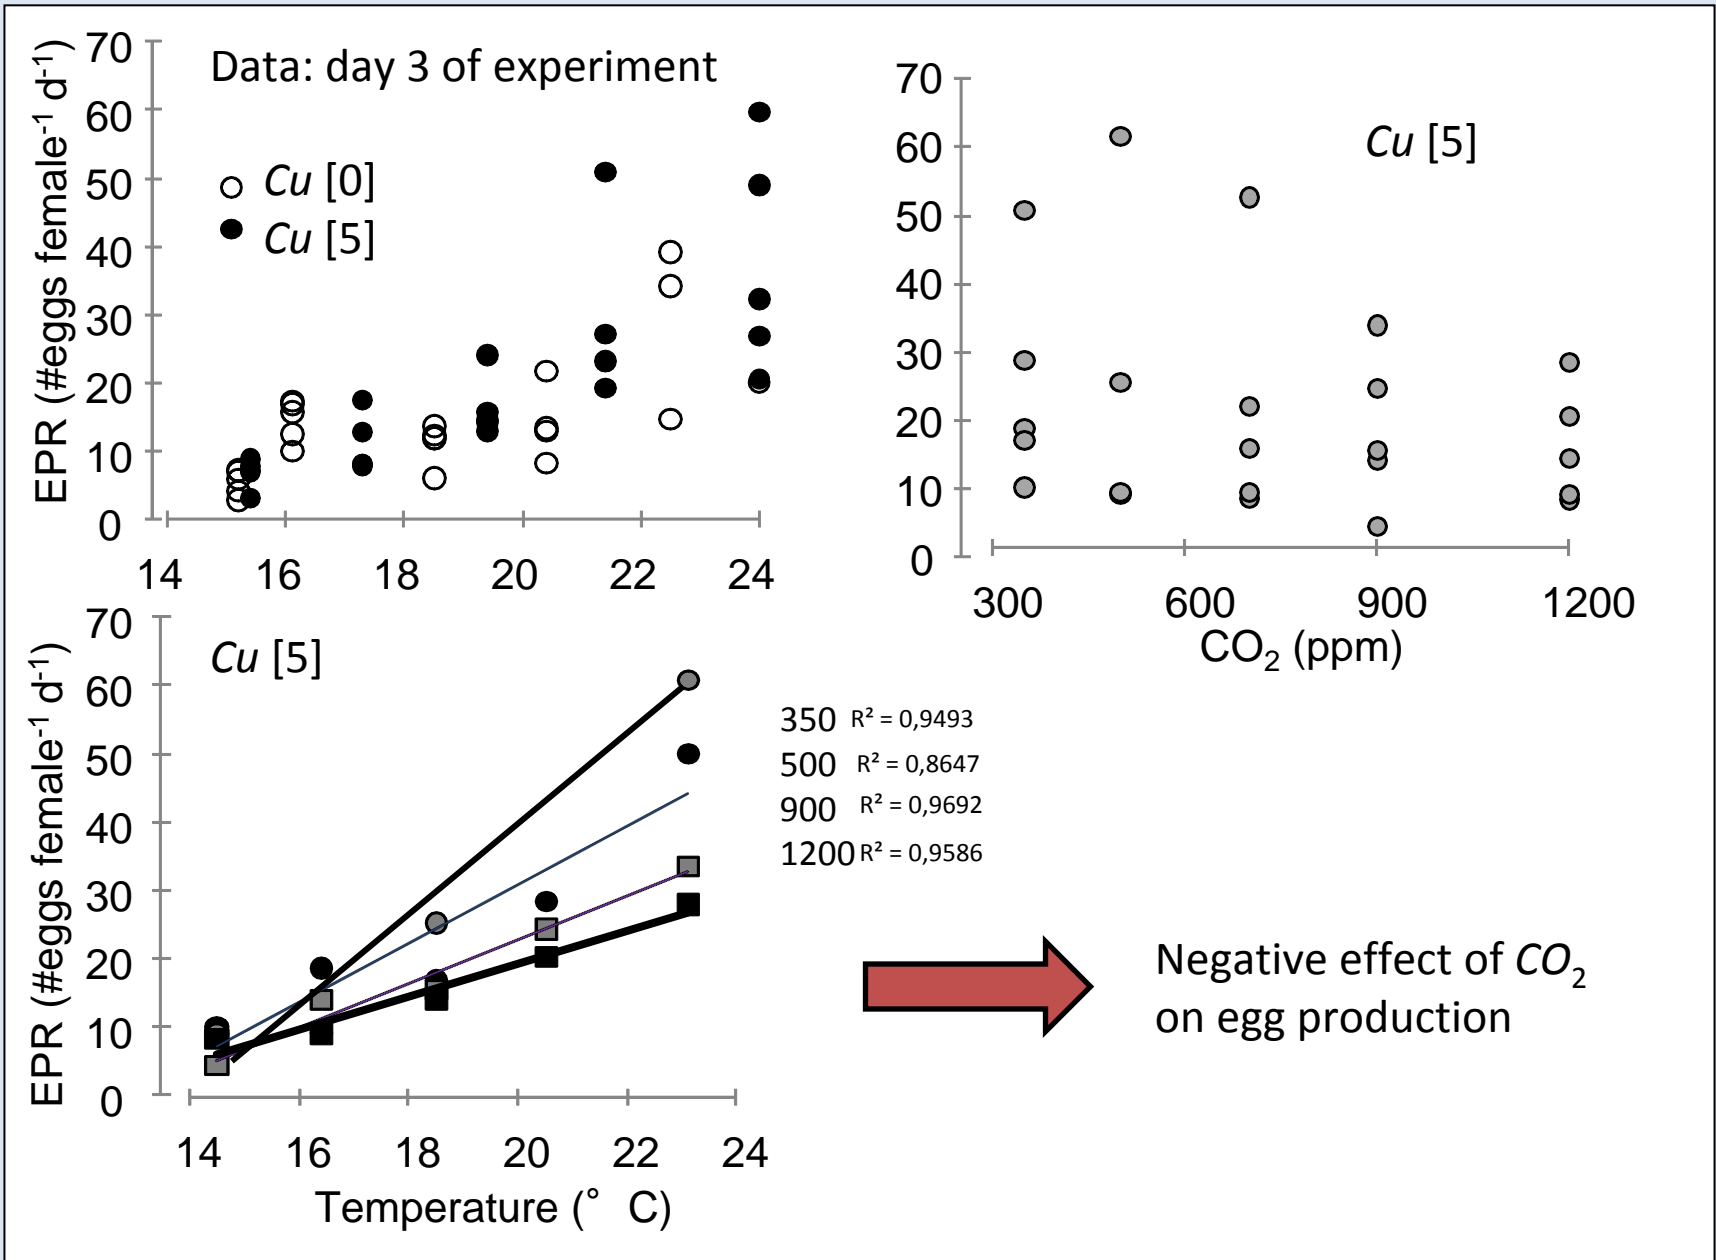 Data: day 3 of experiment
EPR (#eggs female⁻¹ d⁻¹)
70
60
50
40
30
20
10
0
Cu [0]
Cu [5]
14 16 18 20 22 24
70
60
50
40
30
20
10
0
Cu [5]
300 600 900 1200
CO₂ (ppm)
EPR (#eggs female⁻¹ d⁻¹)
70
60
50
40
30
20
10
0
Cu [5]
14 16 18 20 22 24
Temperature (° C)
350 R² = 0,9493
500 R² = 0,8647
900 R² = 0,9692
1200 R² = 0,9586
Negative effect of CO₂
on egg production